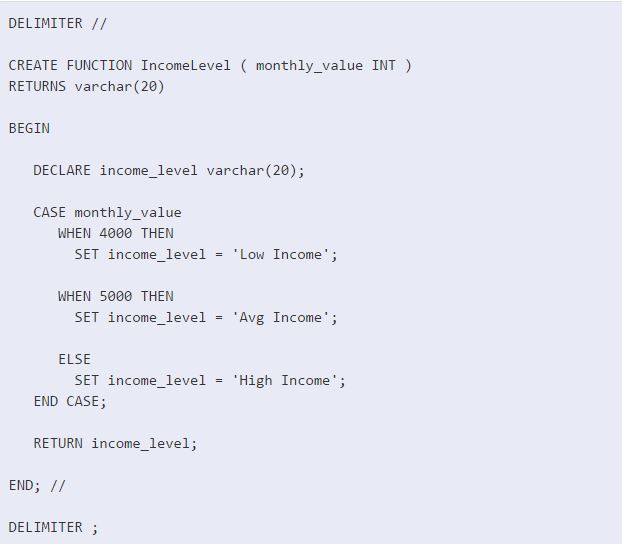 DELIMITER //
CREATE FUNCTION IncomeLevel ( monthly_value INT )
RETURNS varchar(20)
BEGIN
DECLARE income_level varchar(20);
CASE monthly_value
WHEN 4000 THEN
SET income_level = 'Low Income';
WHEN 5000 THEN
SET income_level = 'Avg Income';
ELSE
SET income_level = 'High Income';
END CASE;
RETURN income_level;
END; //
DELIMITER ;